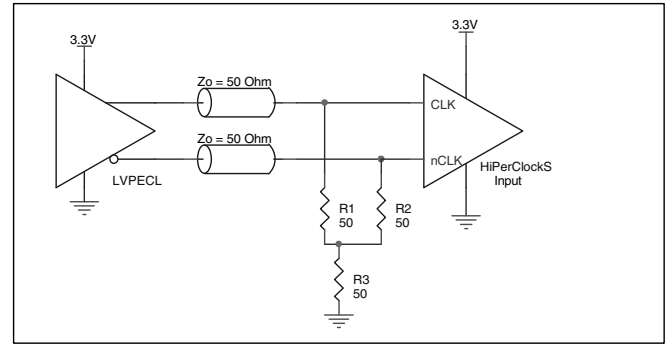 3.3V
3.3V
Zo = 50 Ohm
CLK
Zo = 50 Ohm
nCLK
LVPECL
HiPerClockS
Input
R1
50
R2
50
R3
50